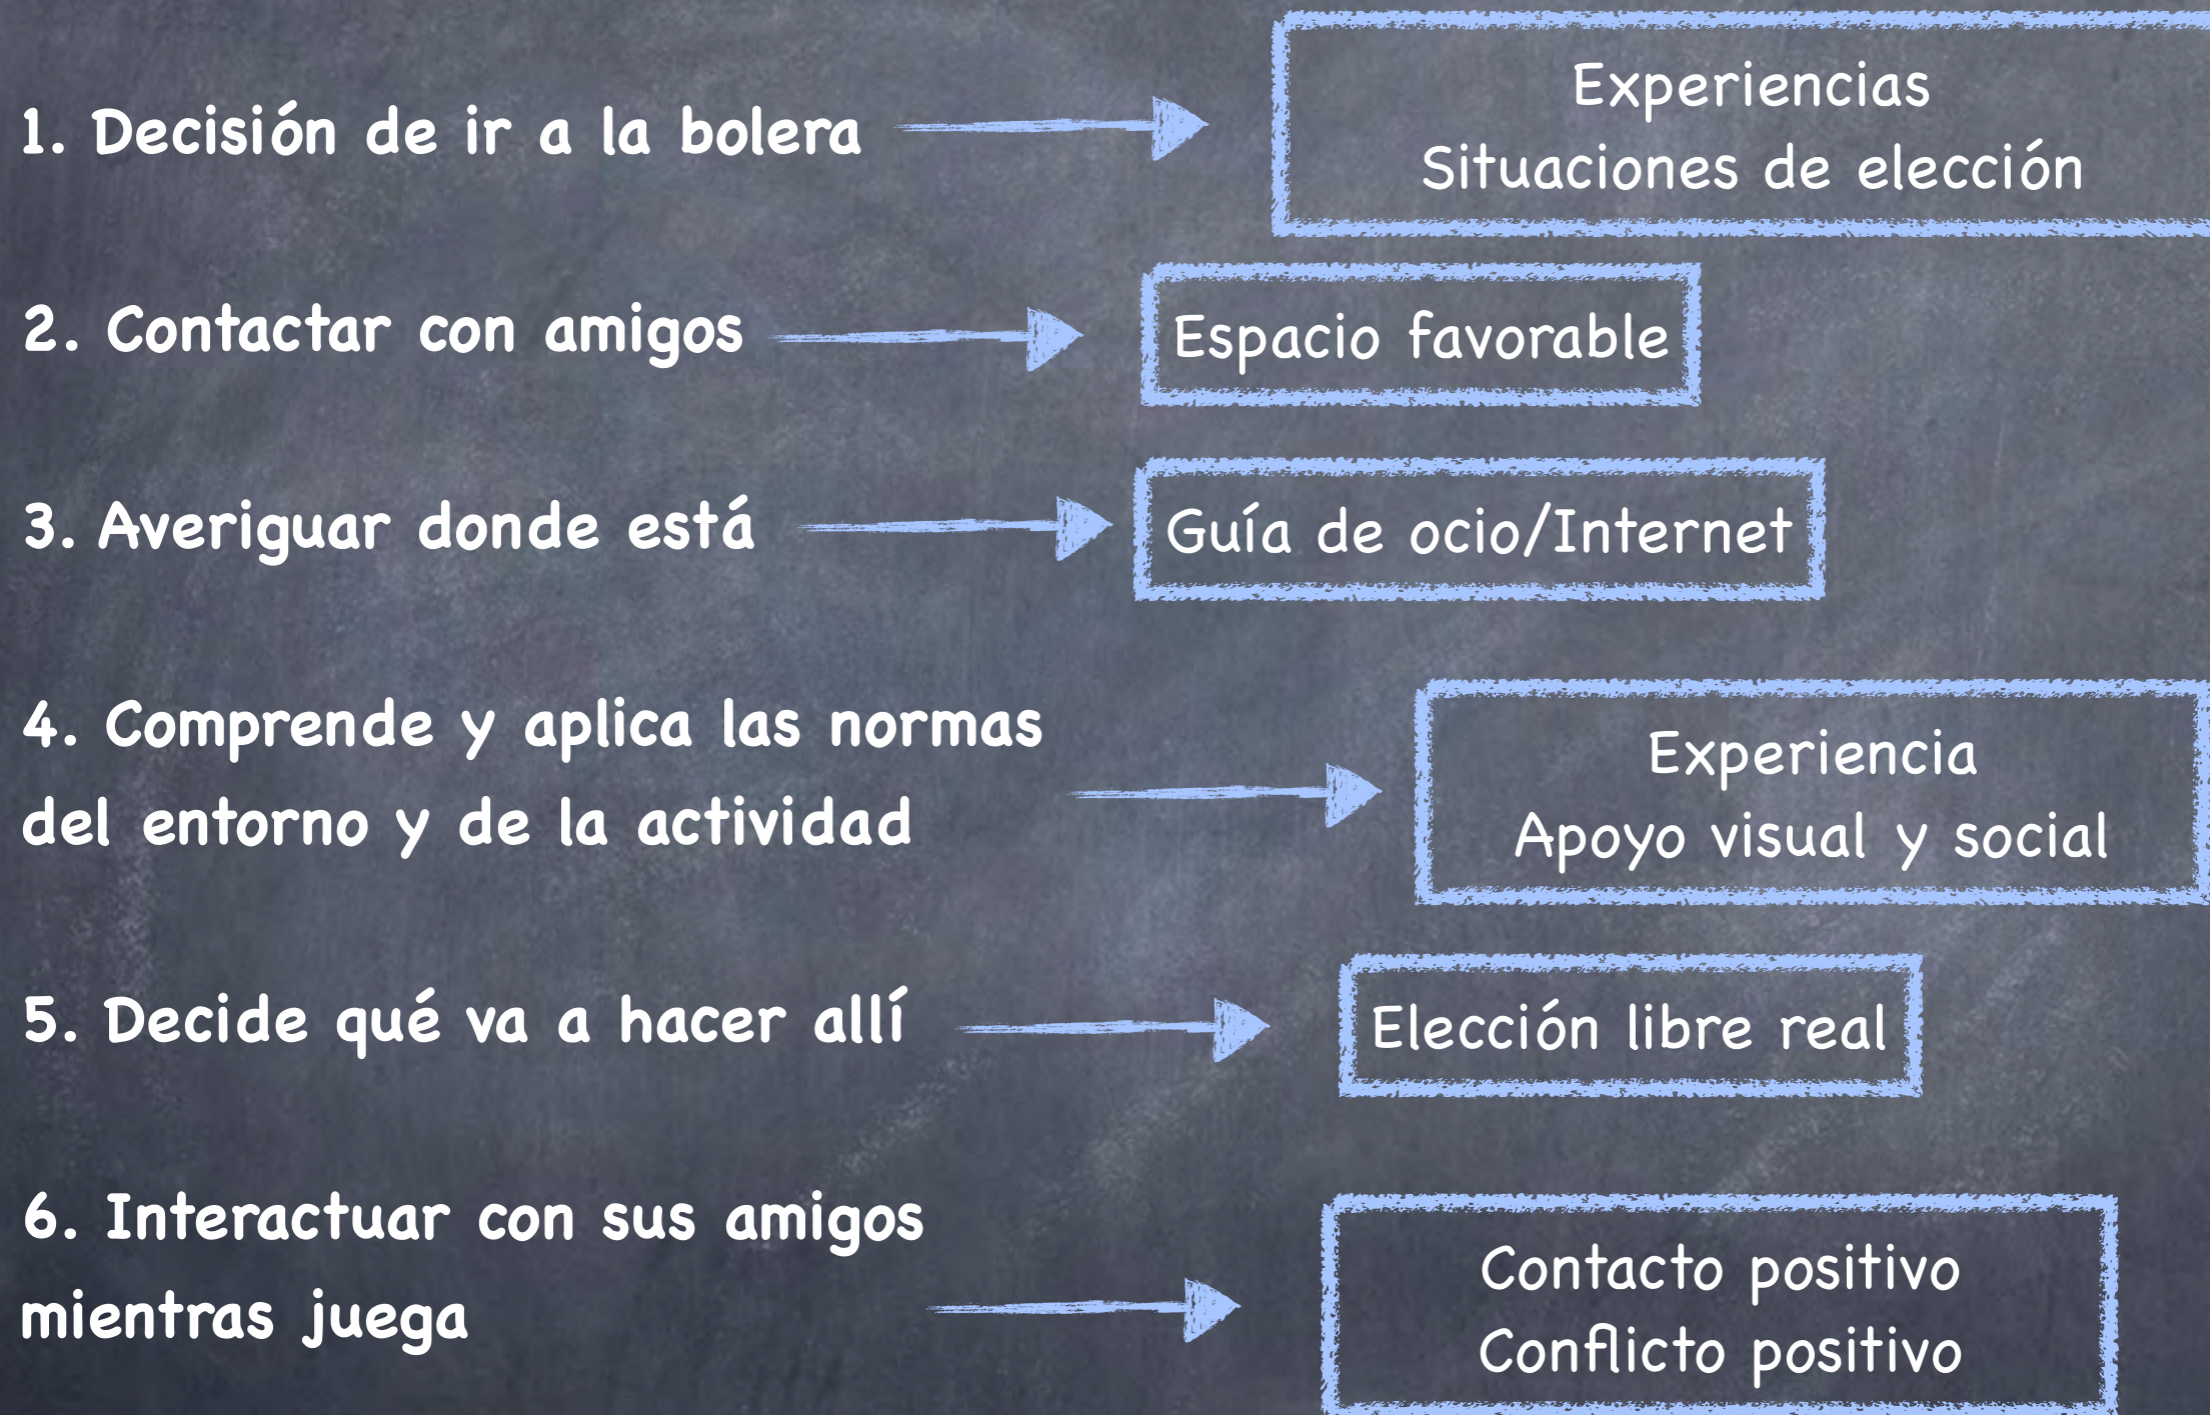 1. Decisión de ir a la bolera
Experiencias
Situaciones de elección
2. Contactar con amigos
Espacio favorable
3. Averiguar donde está
Guía de ocio/Internet
4. Comprende y aplica las normas
del entorno y de la actividad
Experiencia
Apoyo visual y social
5. Decide qué va a hacer allí
Elección libre real
6. Interactuar con sus amigos
mientras juega
Contacto positivo
Conflicto positivo